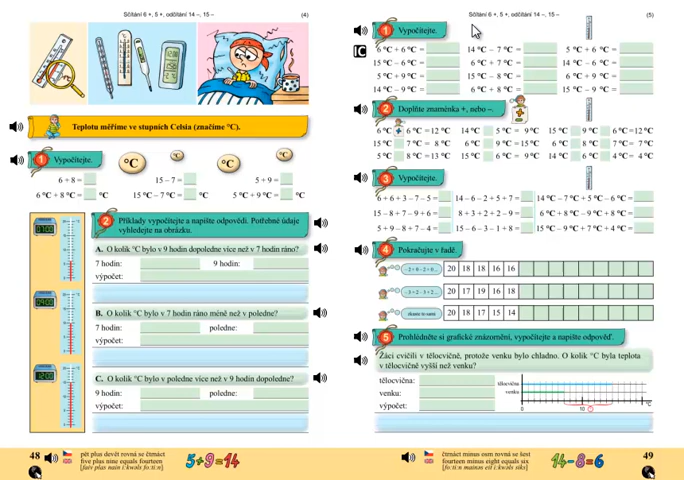 Sčítání 6 +, 5 +, odčítání 14 –, 15 –
(4)
Teplotu měříme ve stupních Celsia (značíme °C).
1 Vypočítejte.
°C
°C
°C
°C
6 + 8 =
15 – 7 =
5 + 9 =
6 °C + 8 °C = °C
15 °C – 7 °C = °C
5 °C + 9 °C = °C
2 Příklady vypočítejte a napište odpovědi. Potřebné údaje
vyhledejte na obrázku.
A. O kolik °C bylo v 9 hodin dopoledne více než v 7 hodin ráno?
7 hodin:
9 hodin:
výpočet:
B. O kolik °C bylo v 7 hodin ráno méně než v poledne?
7 hodin:
poledne:
výpočet:
C. O kolik °C bylo v poledne více než v 9 hodin dopoledne?
9 hodin:
poledne:
výpočet:
48
pět plus devět rovná se čtrnáct
five plus nine equals fourteen
5+9=14
Sčítání 6 +, 5 +, odčítání 14 –, 15 –
(5)
1 Vypočítejte.
6 °C + 6 °C =
14 °C – 7 °C =
5 °C + 6 °C =
15 °C – 6 °C =
6 °C + 7 °C =
14 °C – 6 °C =
5 °C + 9 °C =
15 °C – 8 °C =
6 °C + 9 °C =
14 °C – 9 °C =
6 °C + 8 °C =
15 °C – 9 °C =
2 Doplňte znaménka +, nebo –.
6 °C + 6 °C = 12 °C
14 °C 5 °C = 9 °C
15 °C 9 °C 6 °C = 12 °C
15 °C 7 °C = 8 °C
6 °C 9 °C = 15 °C
5 °C 8 °C = 13 °C
3 Vypočítejte.
6 + 6 + 3 – 7 – 5 =
14 – 6 – 2 + 5 + 7 =
14 °C – 7 °C + 5 °C – 6 °C =
15 – 8 + 7 – 9 + 6 =
8 + 3 + 2 + 2 – 9 =
6 °C + 8 °C – 9 °C + 8 °C =
5 + 9 – 8 + 7 – 4 =
15 – 6 – 3 – 1 + 8 =
15 °C – 9 °C + 7 °C + 4 °C =
4 Pokračujte v řadě.
20 18 18 16 16
20 17 19 16 18
20 18 17 15 14
5 Prohlédněte si grafické znázornění, vypočítejte a napište odpověď.
Žáci cvičili v tělocvičně, protože venku bylo chladno. O kolik °C byla teplota
v tělocvičně vyšší než venku?
tělocvična:
venku:
výpočet:
tělocvična
venku
0
10
°C
čtrnáct minus osm rovná se šest
fourteen minus eight equals six
14–8=6
49